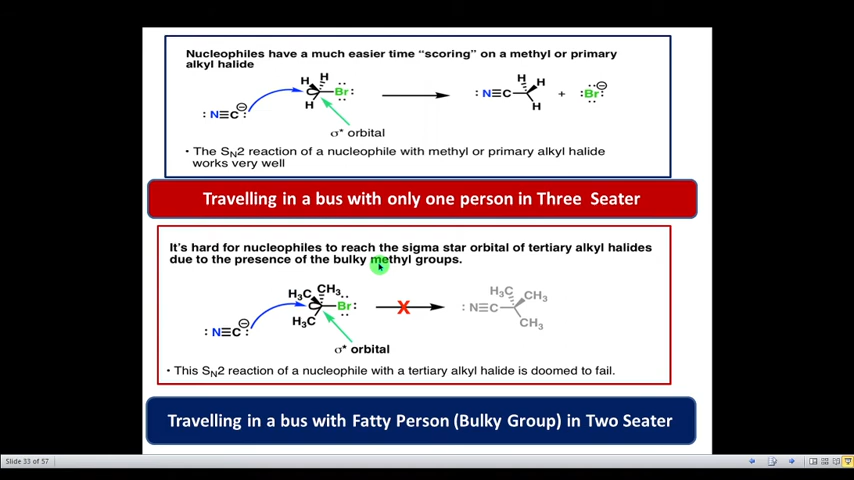 Nucleophiles have a much easier time “scoring” on a methyl or primary
alkyl halide
H
H
C
Br
H
:N≡C
⊖
σ* orbital
H
H
:N≡C
H
+
:Br:
⊖
• The SN2 reaction of a nucleophile with methyl or primary alkyl halide
works very well
Travelling in a bus with only one person in Three Seater
It's hard for nucleophiles to reach the sigma star orbital of tertiary alkyl halides
due to the presence of the bulky methyl groups.
H3C
CH3
C
Br
H3C
:N≡C
⊖
σ* orbital
X
H3C
CH3
:N≡C
CH3
• This SN2 reaction of a nucleophile with a tertiary alkyl halide is doomed to fail.
Travelling in a bus with Fatty Person (Bulky Group) in Two Seater
Slide 33 of 57